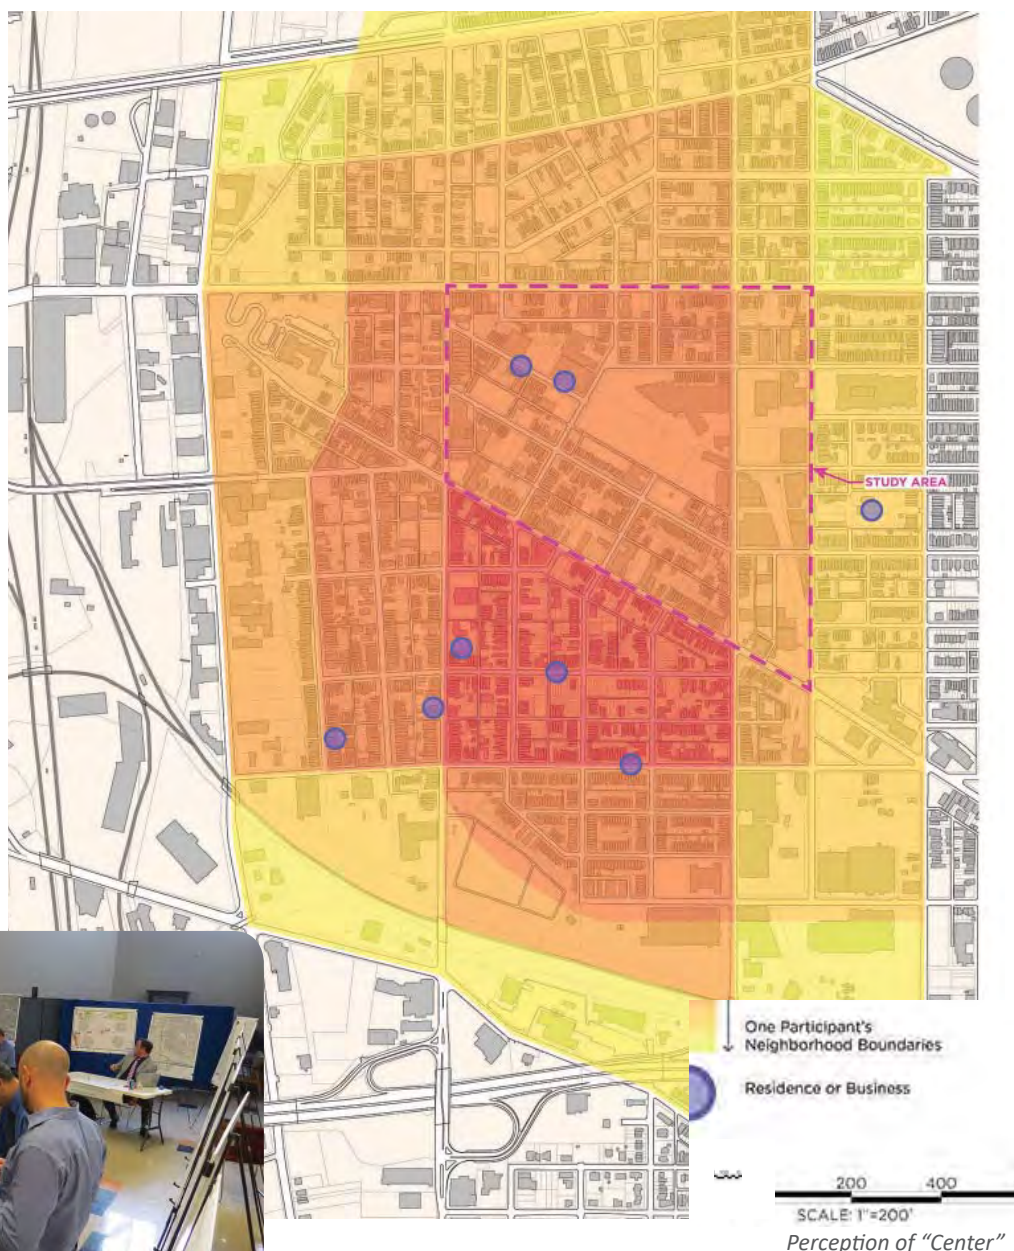 STUDY AREA
One Participant's
Neighborhood Boundaries
Residence or Business
200 400
SCALE: 1"=200'
Perception of "Center"